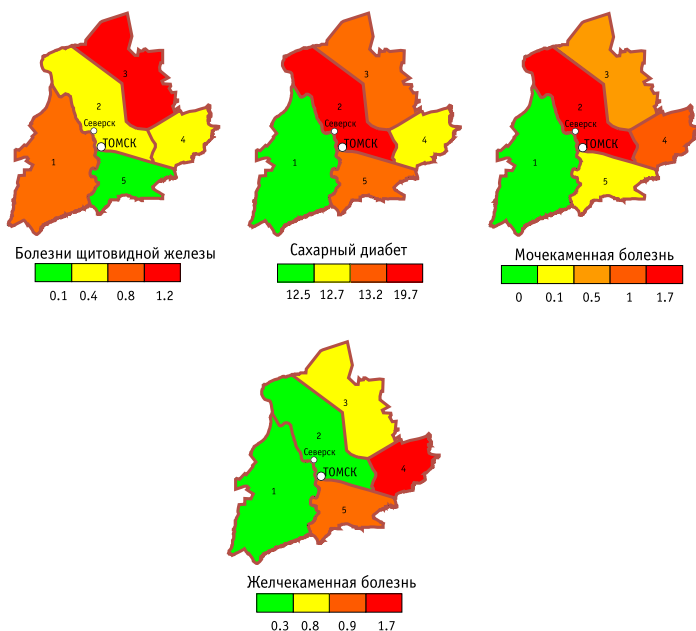 3
2
Северск
ТОМСК
4
1
5
Болезни щитовидной железы
0.1 0.4 0.8 1.2
3
2
Северск
ТОМСК
4
1
5
Сахарный диабет
12.5 12.7 13.2 19.7
3
2
Северск
ТОМСК
4
1
5
Мочекаменная болезнь
0 0.1 0.5 1 1.7
3
2
Северск
ТОМСК
4
1
5
Желчекаменная болезнь
0.3 0.8 0.9 1.7